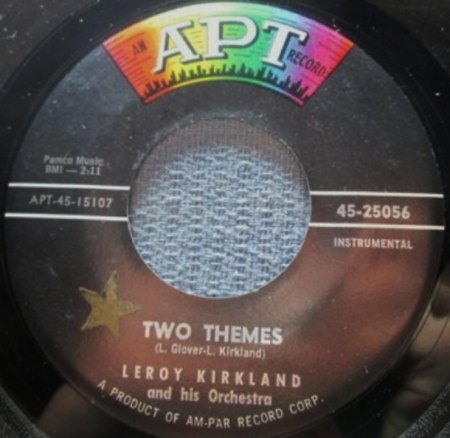 AN APT RECORD
Pamco Music
BMI — 2:11
APT-45-15107
45-25056
INSTRUMENTAL
TWO THEMES
(L. Glover-L. Kirkland)
LEROY KIRKLAND
and his Orchestra
A PRODUCT OF AM-PAR RECORD CORP.